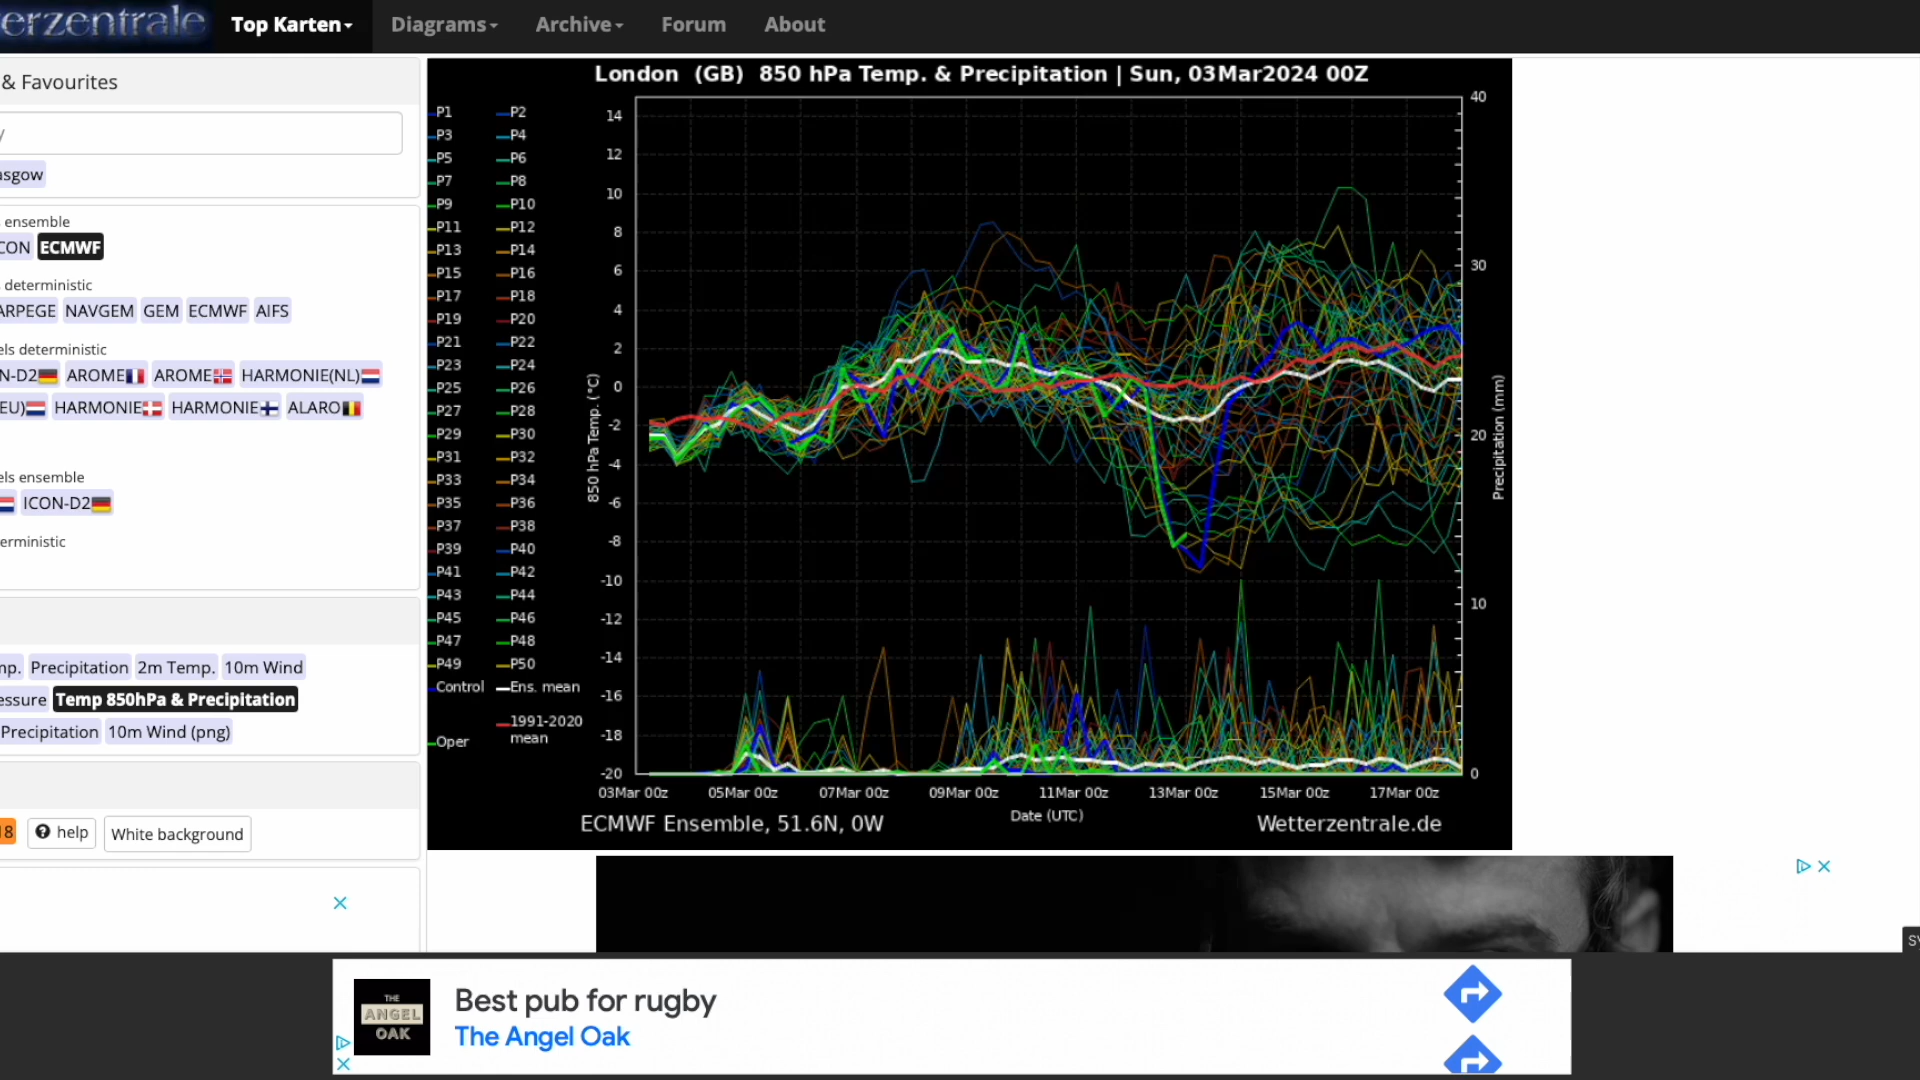 erzentrale Top Karten Diagrams Archive Forum About
& Favourites
y
asgow
ensemble
CON ECMWF
deterministic
ARPEGE NAVGEM GEM ECMWF AIFS
els deterministic
N-D2 AROME AROME HARMONIE(NL)
EU) HARMONIE HARMONIE ALARO
els ensemble
ICON-D2
erministic
mp. Precipitation 2m Temp. 10m Wind
essure Temp 850hPa & Precipitation
Precipitation 10m Wind (png)
18 help White background
London (GB) 850 hPa Temp. & Precipitation | Sun, 03Mar2024 00Z
P1 P2
P3 P4
P5 P6
P7 P8
P9 P10
P11 P12
P13 P14
P15 P16
P17 P18
P19 P20
P21 P22
P23 P24
P25 P26
P27 P28
P29 P30
P31 P32
P33 P34
P35 P36
P37 P38
P39 P40
P41 P42
P43 P44
P45 P46
P47 P48
P49 P50
Control Ens. mean
1991-2020
mean
Oper
850 hPa Temp. (°C)
14
12
10
8
6
4
2
0
-2
-4
-6
-8
-10
-12
-14
-16
-18
-20
40
30
20
10
0
Precipitation (mm)
03Mar 00z 05Mar 00z 07Mar 00z 09Mar 00z 11Mar 00z 13Mar 00z 15Mar 00z 17Mar 00z
Date (UTC)
ECMWF Ensemble, 51.6N, 0W Wetterzentrale.de
THE
ANGEL
OAK
Best pub for rugby
The Angel Oak